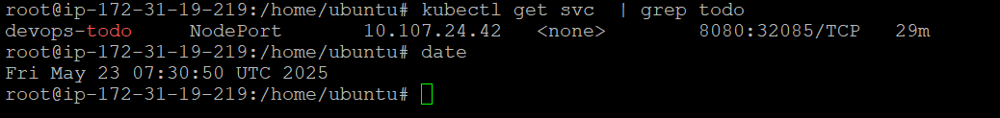 root@ip-172-31-19-219:/home/ubuntu# kubectl get svc  | grep todo
devops-todo     NodePort       10.107.24.42   <none>        8080:32085/TCP   29m
root@ip-172-31-19-219:/home/ubuntu# date
Fri May 23 07:30:50 UTC 2025
root@ip-172-31-19-219:/home/ubuntu#